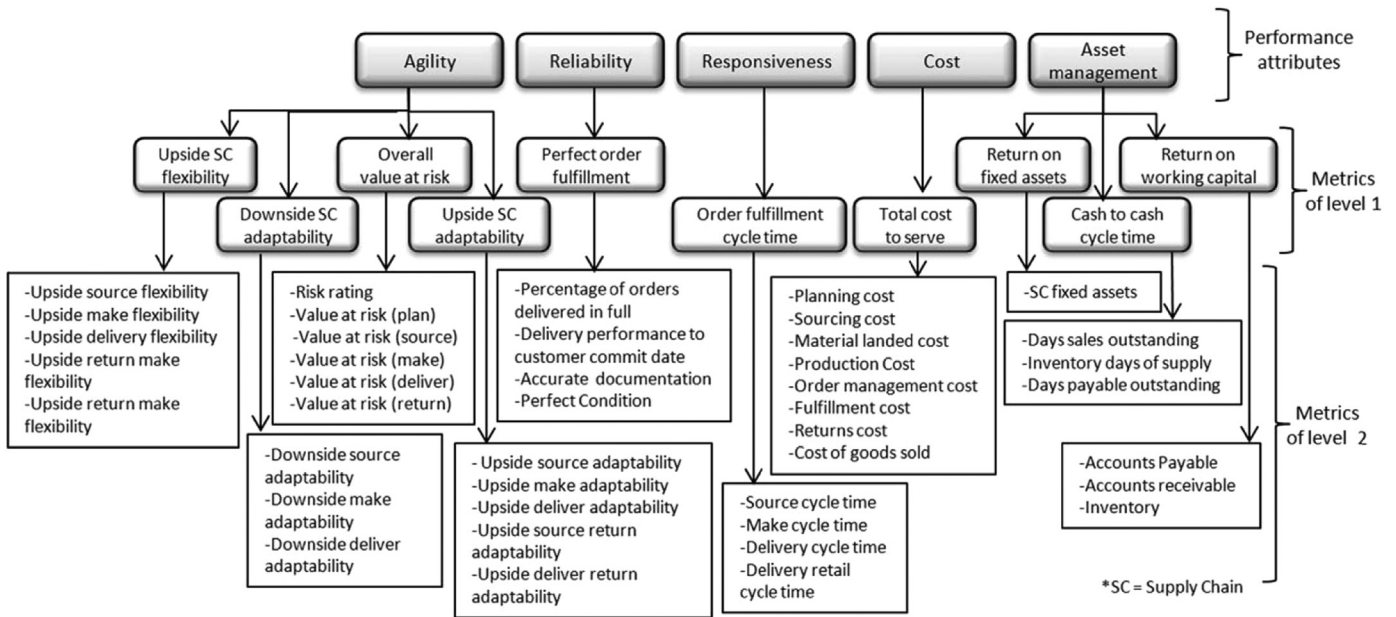 Agility
Reliability
Responsiveness
Cost
Asset
management
Performance
attributes
Upside SC
flexibility
Overall
value at risk
Perfect order
fulfillment
Return on
fixed assets
Return on
working capital
Metrics
of level 1
Downside SC
adaptability
Upside SC
adaptability
Order fulfillment
cycle time
Total cost
to serve
Cash to cash
cycle time
-Upside source flexibility
-Upside make flexibility
-Upside delivery flexibility
-Upside return make
flexibility
-Upside return make
flexibility
-Risk rating
-Value at risk (plan)
-Value at risk (source)
-Value at risk (make)
-Value at risk (deliver)
-Value at risk (return)
-Percentage of orders
delivered in full
-Delivery performance to
customer commit date
-Accurate documentation
-Perfect Condition
-Planning cost
-Sourcing cost
-Material landed cost
-Production Cost
-Order management cost
-Fulfillment cost
-Returns cost
-Cost of goods sold
-SC fixed assets
-Days sales outstanding
-Inventory days of supply
-Days payable outstanding
Metrics
of level 2
-Downside source
adaptability
-Downside make
adaptability
-Downside deliver
adaptability
- Upside source adaptability
- Upside make adaptability
-Upside deliver adaptability
-Upside source return
adaptability
-Upside deliver return
adaptability
-Source cycle time
-Make cycle time
-Delivery cycle time
-Delivery retail
cycle time
-Accounts Payable
-Accounts receivable
-Inventory
*SC = Supply Chain